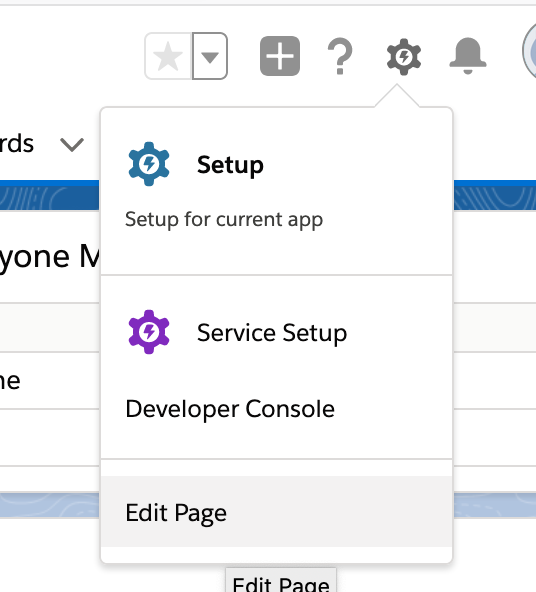 rds
Setup
Setup for current app
yone M
Service Setup
ne
Developer Console
Edit Page
Edit Page